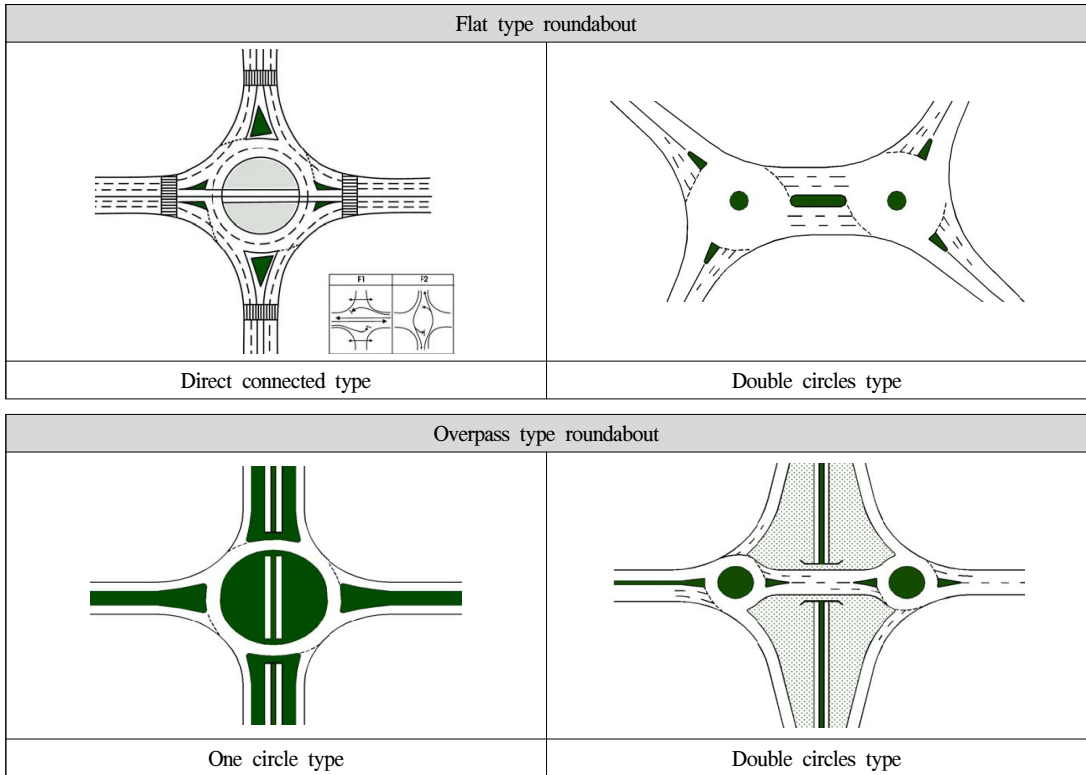 Flat type roundabout
F1 F2
Direct connected type Double circles type
Overpass type roundabout
One circle type Double circles type